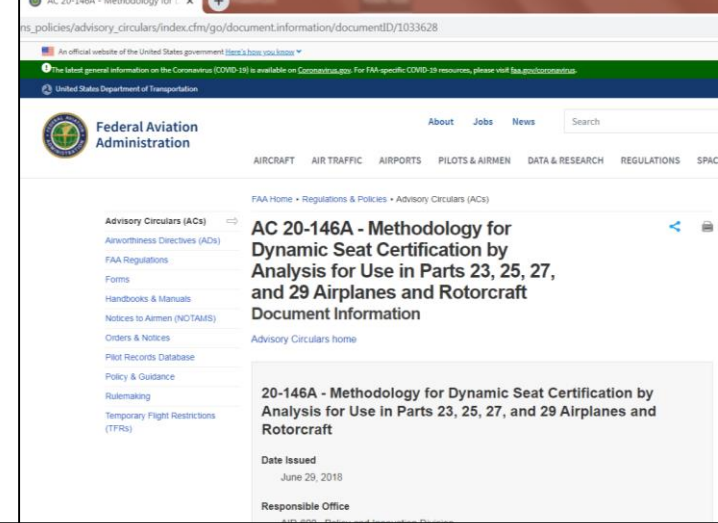 AC 20-146A - Methodology for
ns_policies/advisory_circulars/index.cfm/go/document.information/documentID/1033628
An official website of the United States government Here's how you know
The latest general information on the Coronavirus (COVID-19) is available on Coronavirus.gov. For FAA-specific COVID-19 resources, please visit faa.gov/coronavirus.
United States Department of Transportation
Federal Aviation
Administration
About Jobs News Search
AIRCRAFT AIR TRAFFIC AIRPORTS PILOTS & AIRMEN DATA & RESEARCH REGULATIONS SPAC
FAA Home • Regulations & Policies • Advisory Circulars (ACs)
Advisory Circulars (ACs)
Airworthiness Directives (ADs)
FAA Regulations
Forms
Handbooks & Manuals
Notices to Airmen (NOTAMS)
Orders & Notices
Pilot Records Database
Policy & Guidance
Rulemaking
Temporary Flight Restrictions
(TFRs)
AC 20-146A - Methodology for
Dynamic Seat Certification by
Analysis for Use in Parts 23, 25, 27,
and 29 Airplanes and Rotorcraft
Document Information
Advisory Circulars home
20-146A - Methodology for Dynamic Seat Certification by
Analysis for Use in Parts 23, 25, 27, and 29 Airplanes and
Rotorcraft
Date Issued
June 29, 2018
Responsible Office